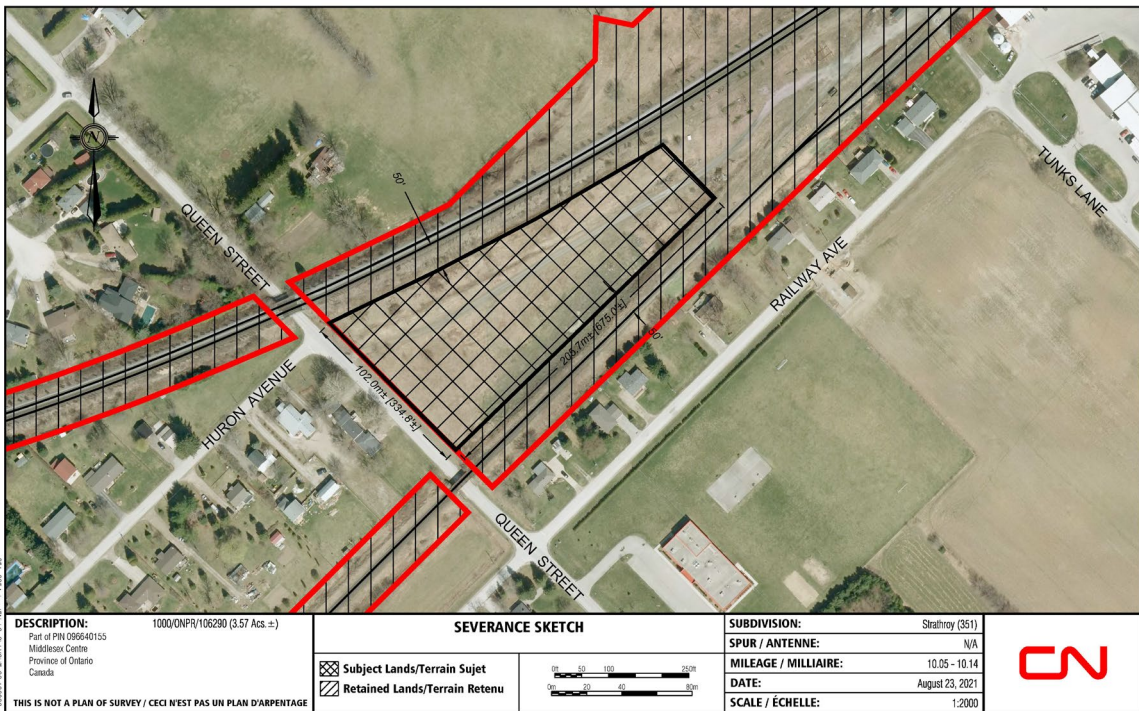 N
QUEEN STREET
50'
TUNKS LANE
RAILWAY AVE
HURON AVENUE
102.0m± [334.6'±]
205.7m± [675.0'±]
50'
QUEEN STREET
DESCRIPTION: 1000/ONPR/106290 (3.57 Acs.±)
Part of PIN 096640155
Middlesex Centre
Province of Ontario
Canada
THIS IS NOT A PLAN OF SURVEY / CECI N'EST PAS UN PLAN D'ARPENTAGE
SEVERANCE SKETCH
Subject Lands/Terrain Sujet
Retained Lands/Terrain Retenu
0ft 50 100 250ft
0m 20 40 80m
SUBDIVISION: Strathroy (351)
SPUR / ANTENNE: N/A
MILEAGE / MILLIAIRE: 10.05 - 10.14
DATE: August 23, 2021
SCALE / ÉCHELLE: 1:2000
CN